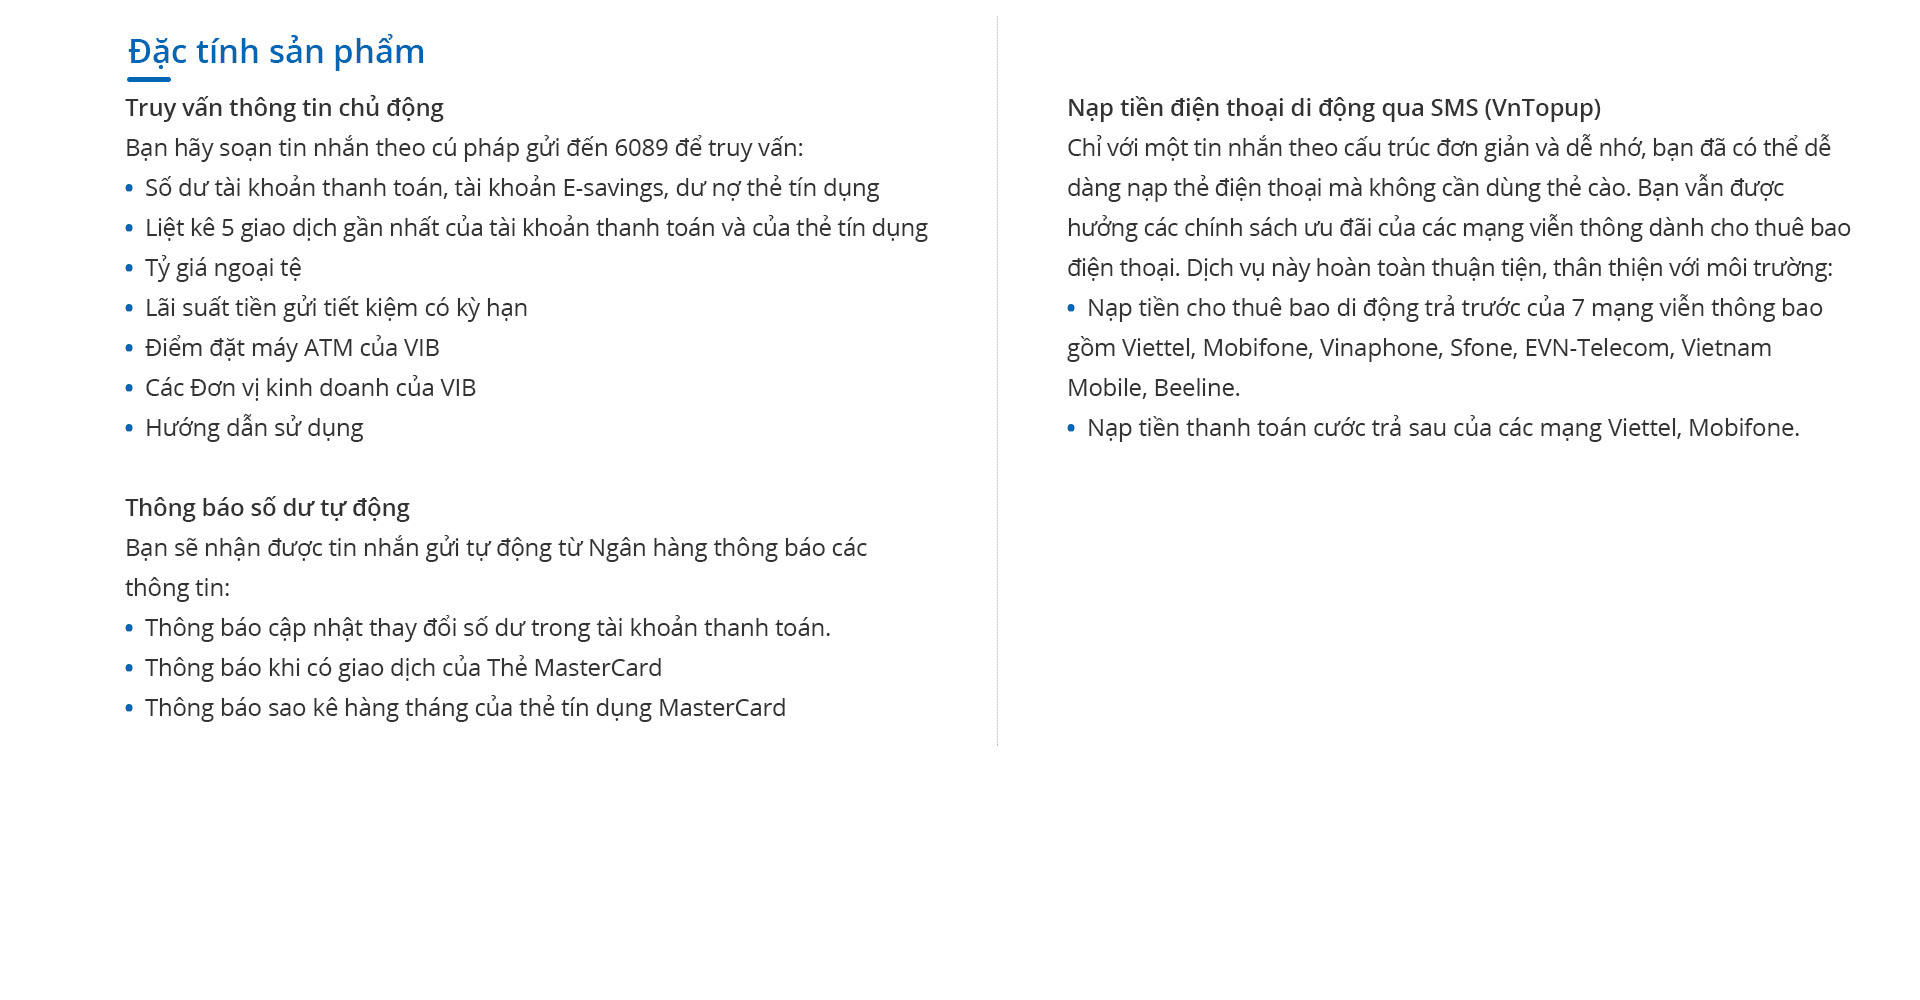 Đặc tính sản phẩm
Truy vấn thông tin chủ động
Bạn hãy soạn tin nhắn theo cú pháp gửi đến 6089 để truy vấn:
• Số dư tài khoản thanh toán, tài khoản E-savings, dư nợ thẻ tín dụng
• Liệt kê 5 giao dịch gần nhất của tài khoản thanh toán và của thẻ tín dụng
• Tỷ giá ngoại tệ
• Lãi suất tiền gửi tiết kiệm có kỳ hạn
• Điểm đặt máy ATM của VIB
• Các Đơn vị kinh doanh của VIB
• Hướng dẫn sử dụng
Thông báo số dư tự động
Bạn sẽ nhận được tin nhắn gửi tự động từ Ngân hàng thông báo các
thông tin:
• Thông báo cập nhật thay đổi số dư trong tài khoản thanh toán.
• Thông báo khi có giao dịch của Thẻ MasterCard
• Thông báo sao kê hàng tháng của thẻ tín dụng MasterCard
Nạp tiền điện thoại di động qua SMS (VnTopup)
Chỉ với một tin nhắn theo cấu trúc đơn giản và dễ nhớ, bạn đã có thể dễ
dàng nạp thẻ điện thoại mà không cần dùng thẻ cào. Bạn vẫn được
hưởng các chính sách ưu đãi của các mạng viễn thông dành cho thuê bao
điện thoại. Dịch vụ này hoàn toàn thuận tiện, thân thiện với môi trường:
• Nạp tiền cho thuê bao di động trả trước của 7 mạng viễn thông bao
gồm Viettel, Mobifone, Vinaphone, Sfone, EVN-Telecom, Vietnam
Mobile, Beeline.
• Nạp tiền thanh toán cước trả sau của các mạng Viettel, Mobifone.